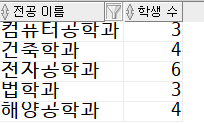 전공 이름 학생 수
컴퓨터공학과 3
건축학과 4
전자공학과 6
법학과 3
해양공학과 4